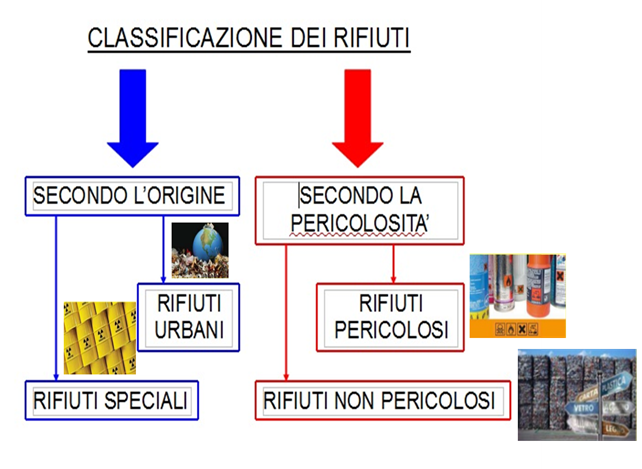 CLASSIFICAZIONE DEI RIFIUTI
SECONDO L'ORIGINE
SECONDO LA
PERICOLOSITA'
RIFIUTI
URBANI
RIFIUTI
PERICOLOSI
RIFIUTI SPECIALI
RIFIUTI NON PERICOLOSI
CARTA
PLASTICA
VETRO